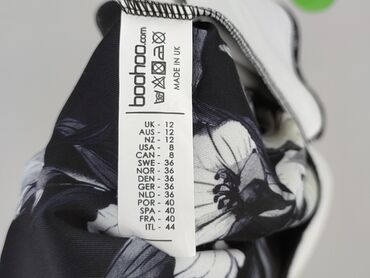 boohoo.com
MADE IN UK
UK - 12
AUS - 12
NZ - 12
USA - 8
CAN - 8
SWE - 36
NOR - 36
DEN - 36
GER - 36
NLD - 36
POR - 40
SPA - 40
FRA - 40
ITL - 44